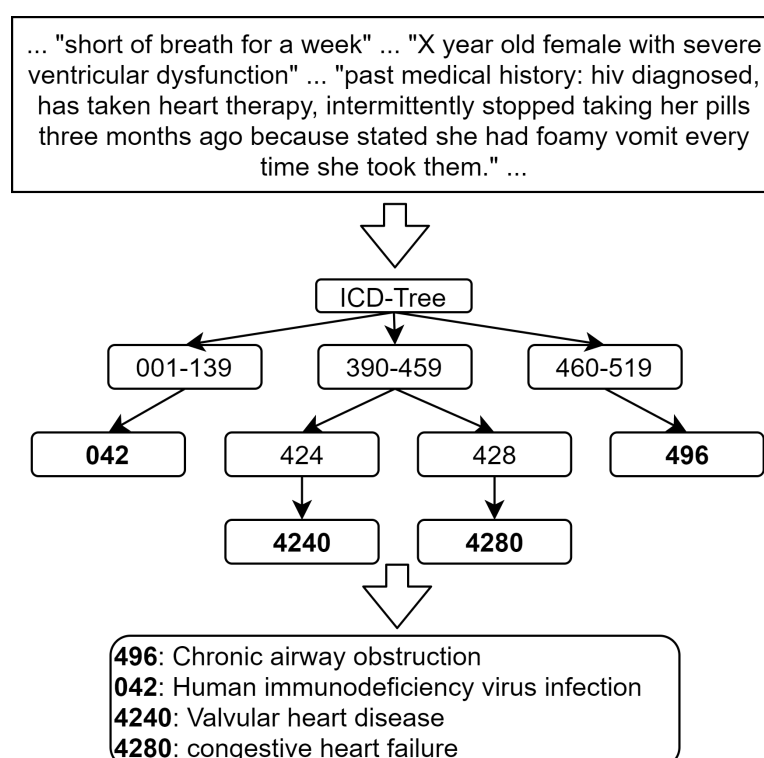 ... "short of breath for a week" ... "X year old female with severe
ventricular dysfunction" ... "past medical history: hiv diagnosed,
has taken heart therapy, intermittently stopped taking her pills
three months ago because stated she had foamy vomit every
time she took them." ...
ICD-Tree
001-139 390-459 460-519
042 424 428 496
4240 4280
496: Chronic airway obstruction
042: Human immunodeficiency virus infection
4240: Valvular heart disease
4280: congestive heart failure